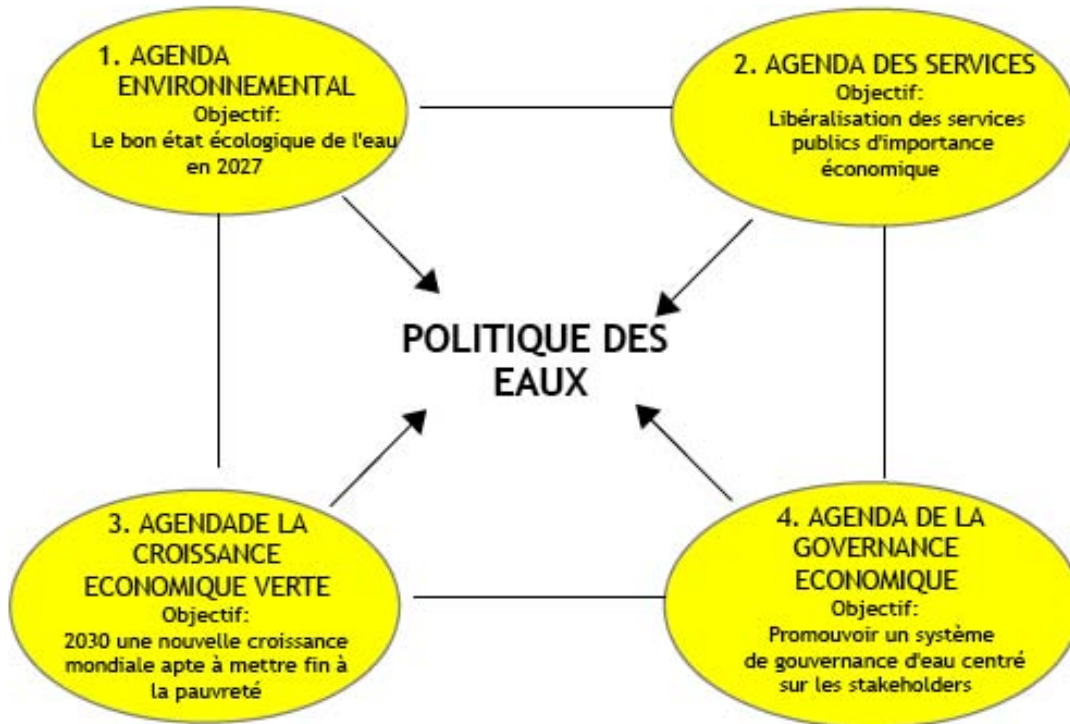 1. AGENDA
ENVIRONNEMENTAL
Objectif:
Le bon état écologique de l'eau
en 2027
2. AGENDA DES SERVICES
Objectif:
Libéralisation des services
publics d'importance
économique
POLITIQUE DES
EAUX
3. AGENDADE LA
CROISSANCE
ECONOMIQUE VERTE
Objectif:
2030 une nouvelle croissance
mondiale apte à mettre fin à
la pauvreté
4. AGENDA DE LA
GOVERNANCE
ECONOMIQUE
Objectif:
Promouvoir un système
de gouvernance d'eau centré
sur les stakeholders